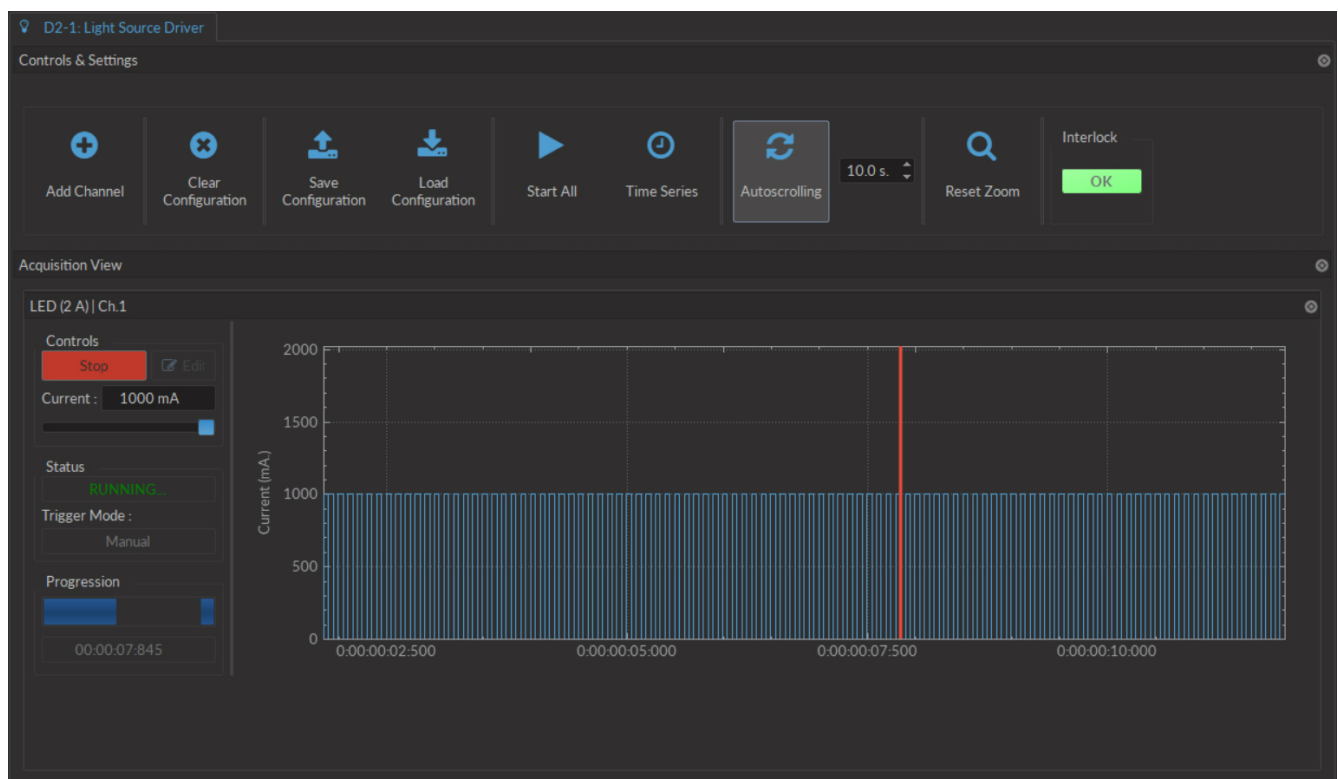 D2-1: Light Source Driver
Controls & Settings
Add Channel
Clear
Configuration
Save
Configuration
Load
Configuration
Start All
Time Series
Autoscrolling
10.0 s.
Reset Zoom
Interlock
OK
Acquisition View
LED (2 A) | Ch.1
Controls
Stop
Edit
Current :
1000 mA
Status
RUNNING...
Trigger Mode :
Manual
Progression
00:00:07:845
Current (mA.)
2000
1500
1000
500
0
0:00:00:02:500
0:00:00:05:000
0:00:00:07:500
0:00:00:10:000